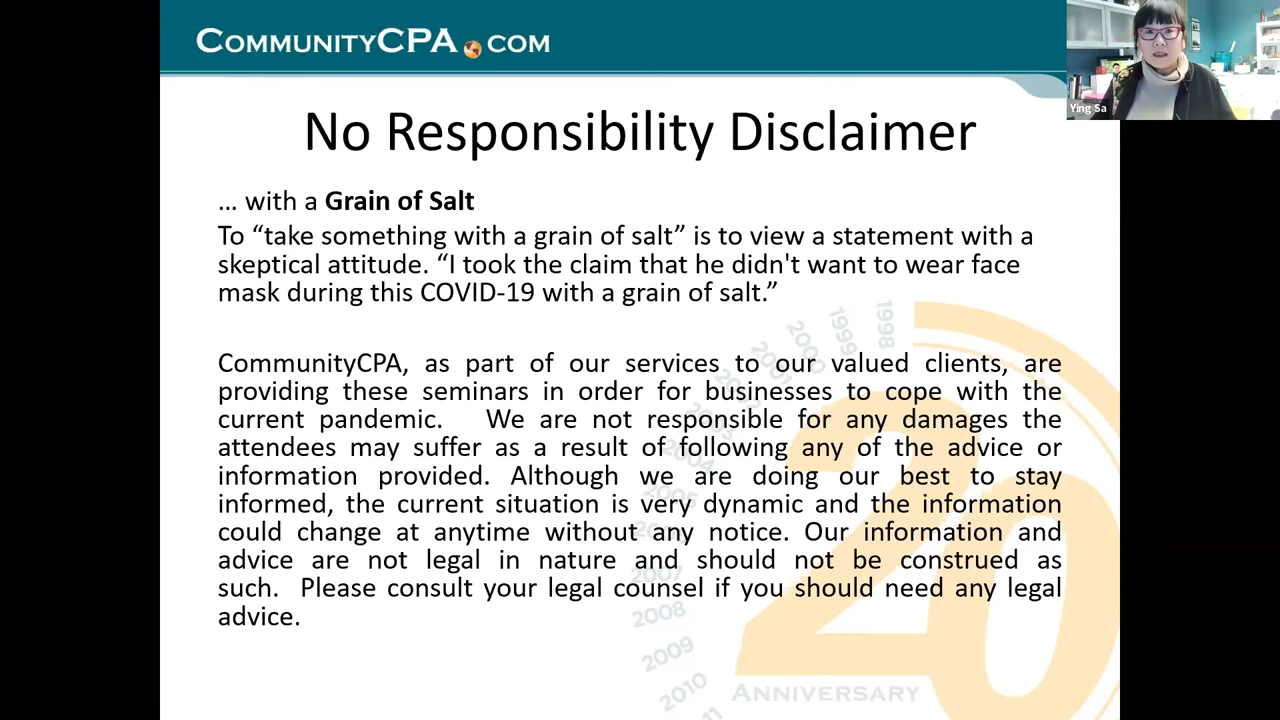 COMMUNITYCPA.COM
Ying Sa
No Responsibility Disclaimer
… with a Grain of Salt
To “take something with a grain of salt” is to view a statement with a
skeptical attitude. “I took the claim that he didn't want to wear face
mask during this COVID-19 with a grain of salt.”
CommunityCPA, as part of our services to our valued clients, are
providing these seminars in order for businesses to cope with the
current pandemic. We are not responsible for any damages the
attendees may suffer as a result of following any of the advice or
information provided. Although we are doing our best to stay
informed, the current situation is very dynamic and the information
could change at anytime without any notice. Our information and
advice are not legal in nature and should not be construed as
such. Please consult your legal counsel if you should need any legal
advice.
1998
1999
2000
2001
2004
2005
2007
2008
2009
2010
20
ANNIVERSARY